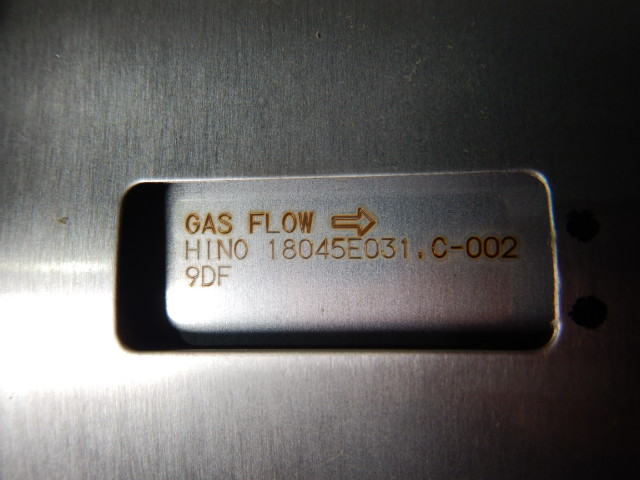 GAS FLOW ⇨
HINO 18045E031,C-002
9DF